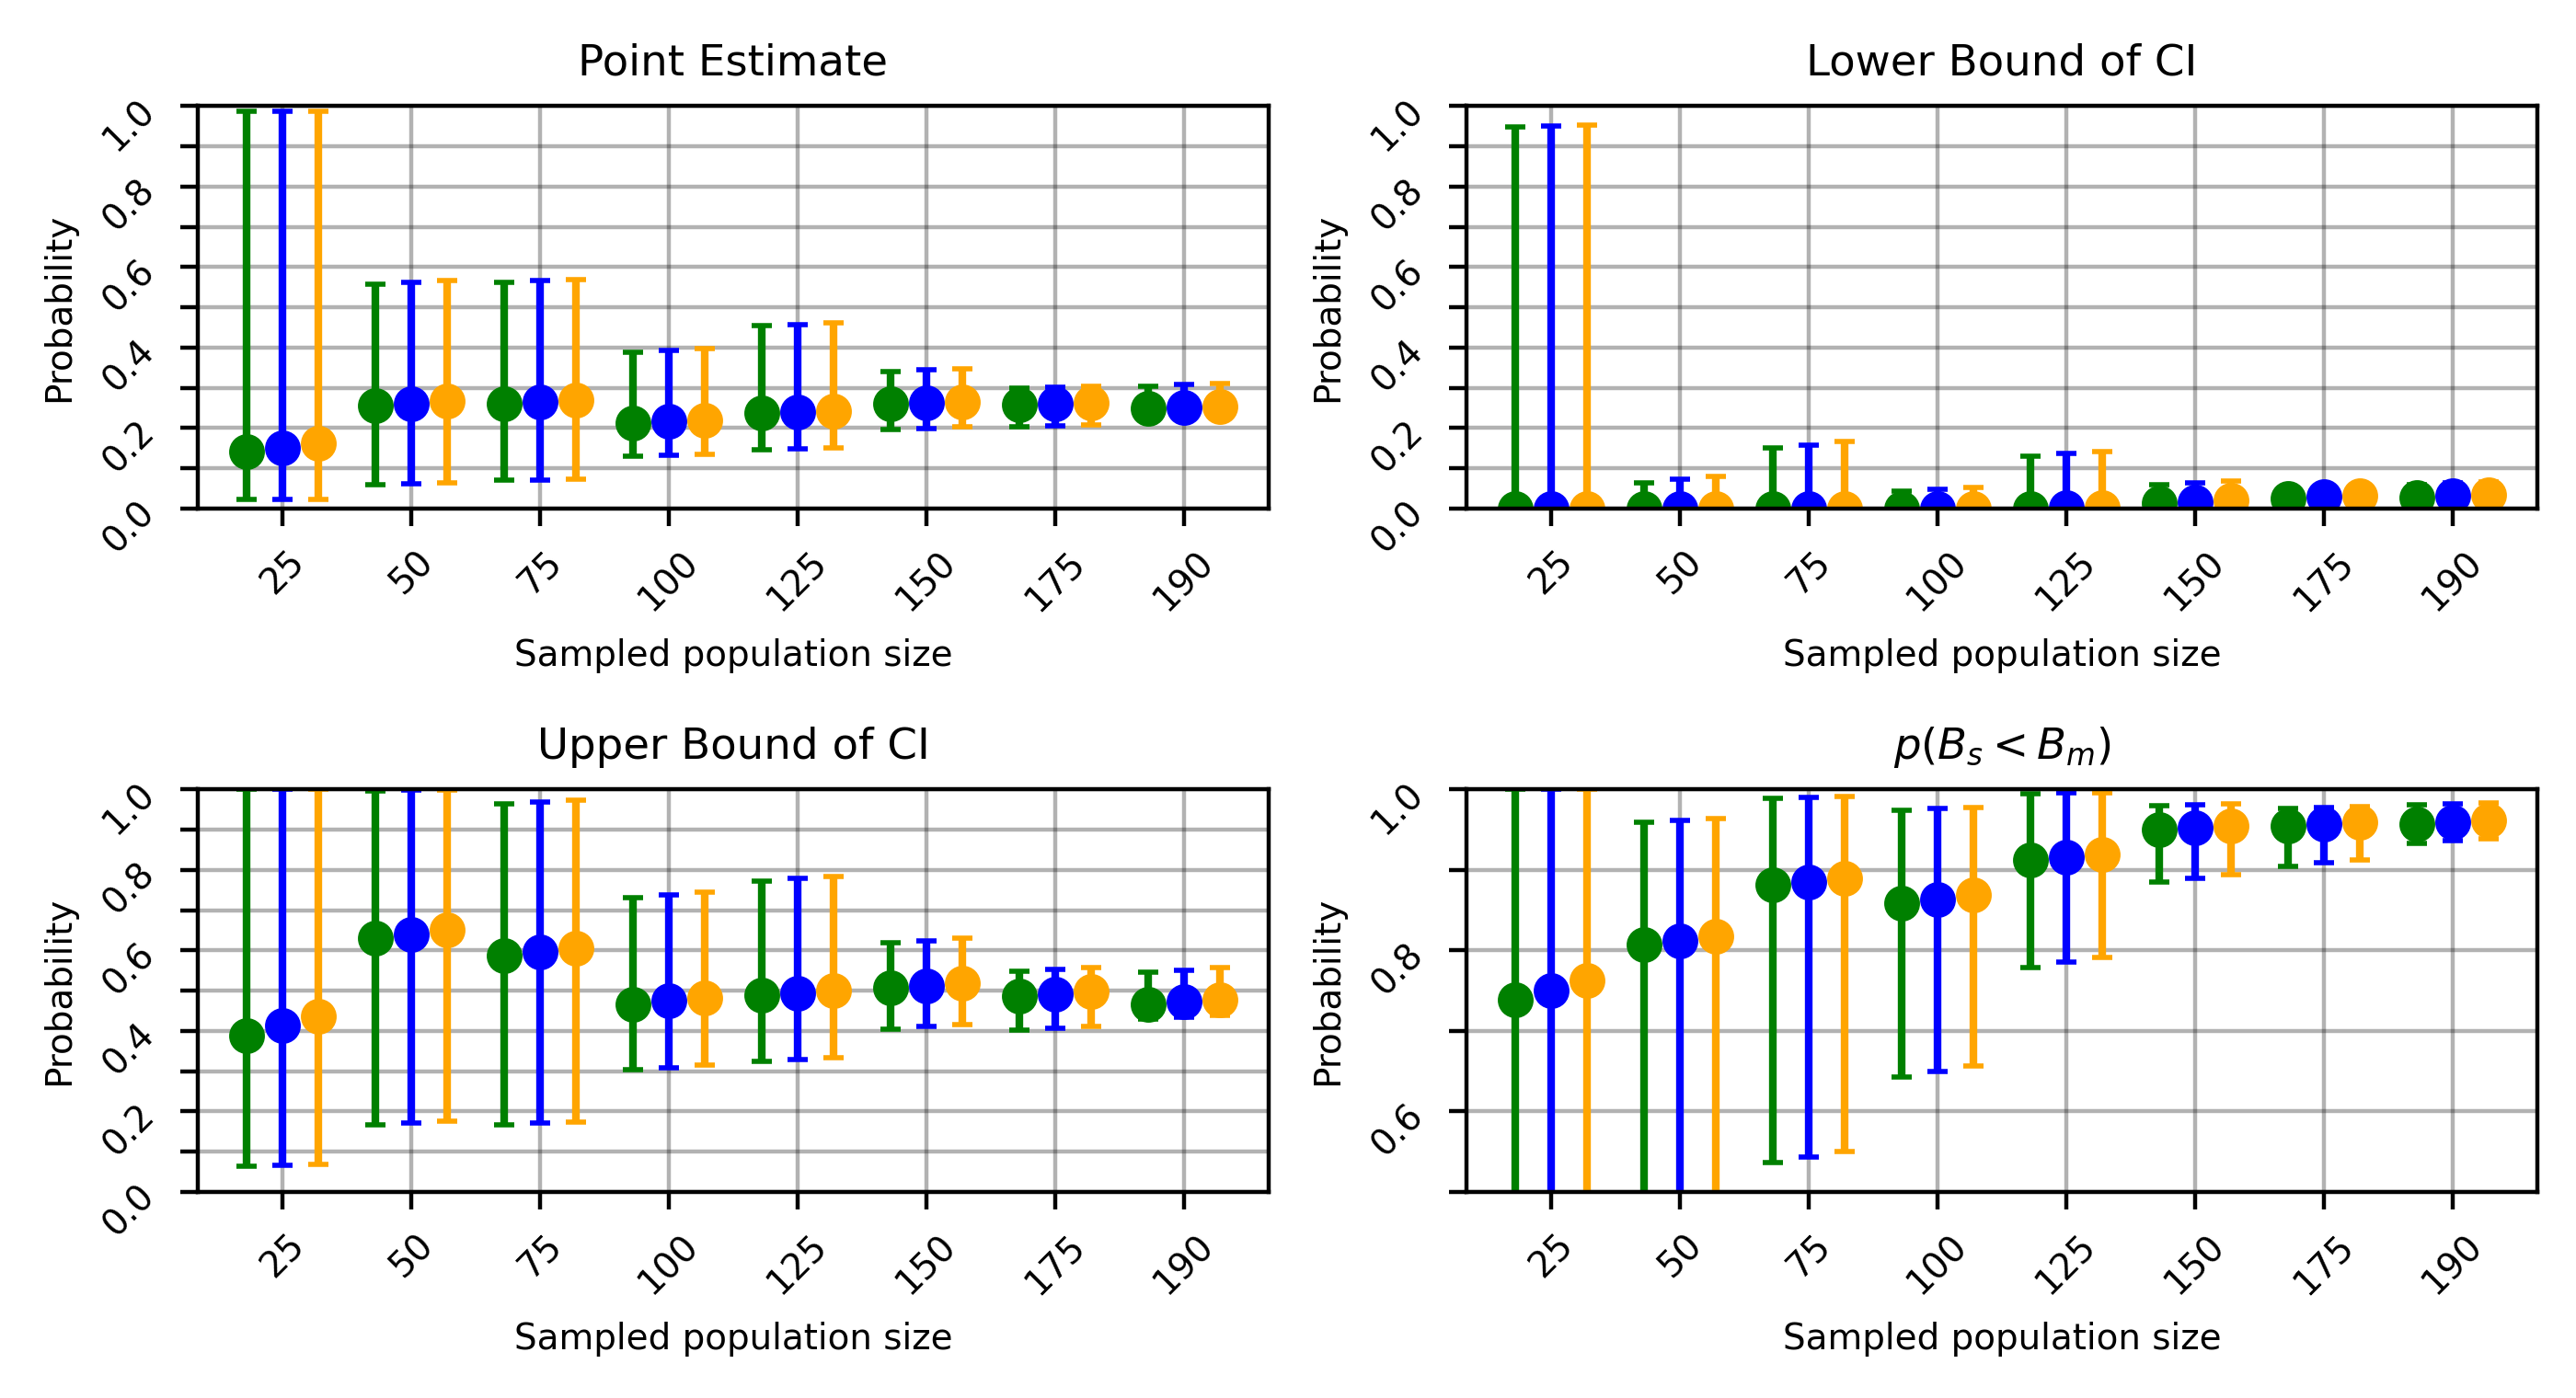 Point Estimate
Probability
1.0
0.8
0.6
0.4
0.2
0.0
25 50 75 100 125 150 175 190
Sampled population size
Lower Bound of CI
Probability
1.0
0.8
0.6
0.4
0.2
0.0
25 50 75 100 125 150 175 190
Sampled population size
Upper Bound of CI
Probability
1.0
0.8
0.6
0.4
0.2
0.0
25 50 75 100 125 150 175 190
Sampled population size
p(B_s < B_m)
Probability
1.0
0.8
0.6
25 50 75 100 125 150 175 190
Sampled population size